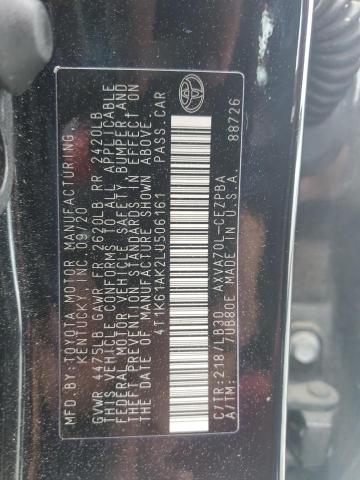 MFD.BY:TOYOTA MOTOR MANUFACTURING
KENTUCKY, INC. 09/20
GVWR 4475LB GAWR FR 2620LB RR 2420LB
THIS VEHICLE CONFORMS TO ALL APPLICABLE
FEDERAL MOTOR VEHICLE SAFETY, BUMPER, AND
THEFT PREVENTION STANDARDS IN EFFECT ON
THE DATE OF MANUFACTURE SHOWN ABOVE.
4T1K61AK2LU506161 PASS.CAR
C/TR:218/LB30 AXVA70L-CEZPBA
A/TM: /UB80E MADE IN U.S.A.
88726